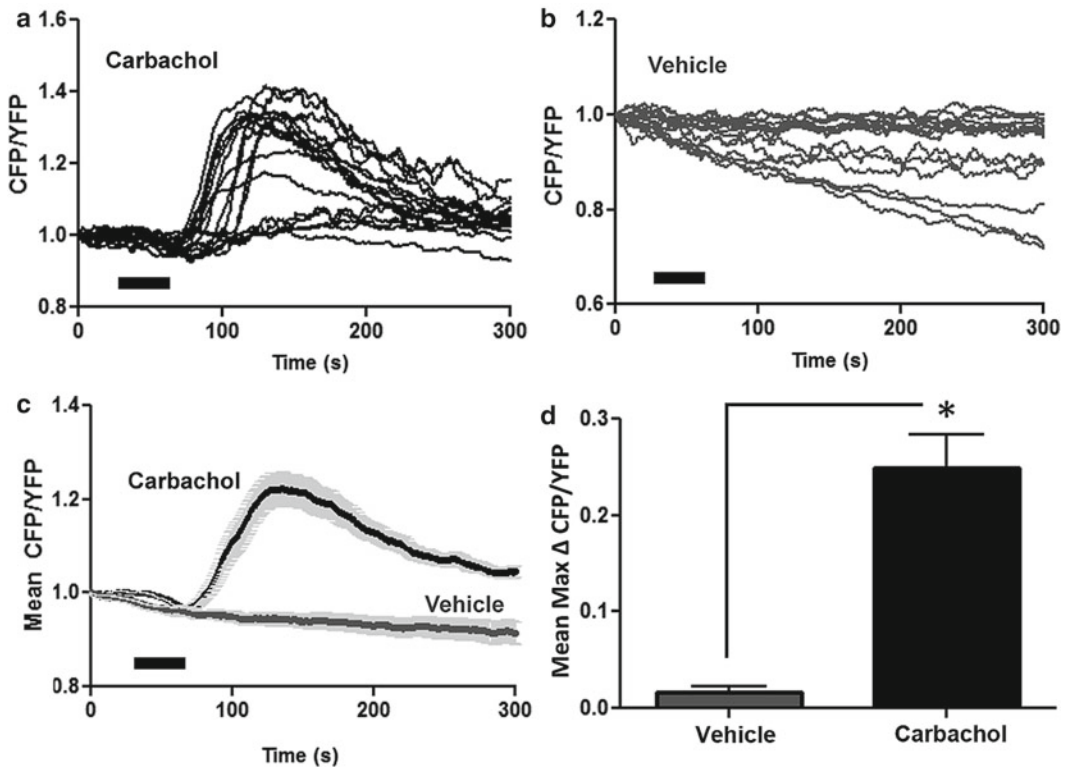 a
1.6
1.4
1.2
1.0
0.8
CFP/YFP
Carbachol
0
100
200
300
Time (s)
b
1.2
1.0
0.8
0.6
CFP/YFP
Vehicle
0
100
200
300
Time (s)
c
1.4
1.2
1.0
0.8
Mean CFP/YFP
Carbachol
Vehicle
0
100
200
300
Time (s)
d
0.3
0.2
0.1
0.0
Mean Max Δ CFP/YFP
*
Vehicle
Carbachol